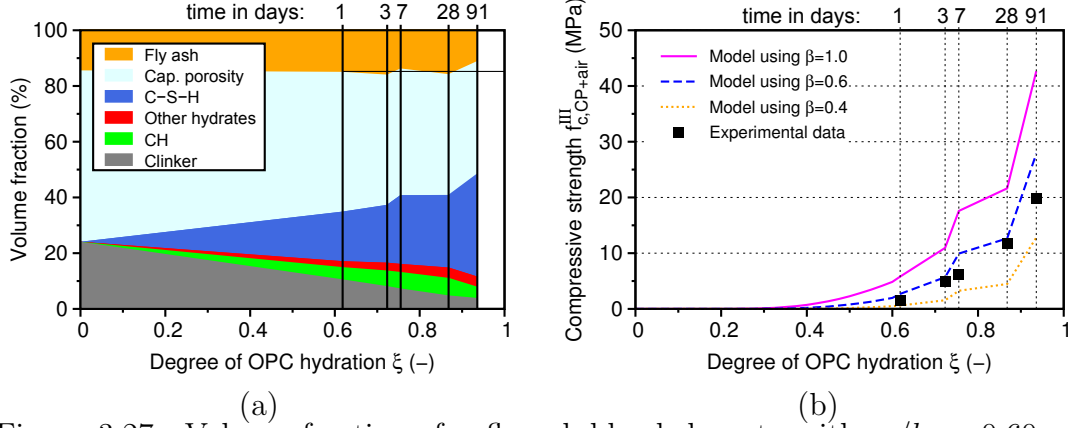 time in days: 1 3 7 28 91
100
80
60
40
20
0
Volume fraction (%)
Fly ash
Cap. porosity
C−S−H
Other hydrates
CH
Clinker
0 0.2 0.4 0.6 0.8 1
Degree of OPC hydration ξ (−)
(a)
time in days: 1 3 7 28 91
50
40
30
20
10
0
Compressive strength f^III_c,CP+air (MPa)
Model using β=1.0
Model using β=0.6
Model using β=0.4
Experimental data
0 0.2 0.4 0.6 0.8 1
Degree of OPC hydration ξ (−)
(b)